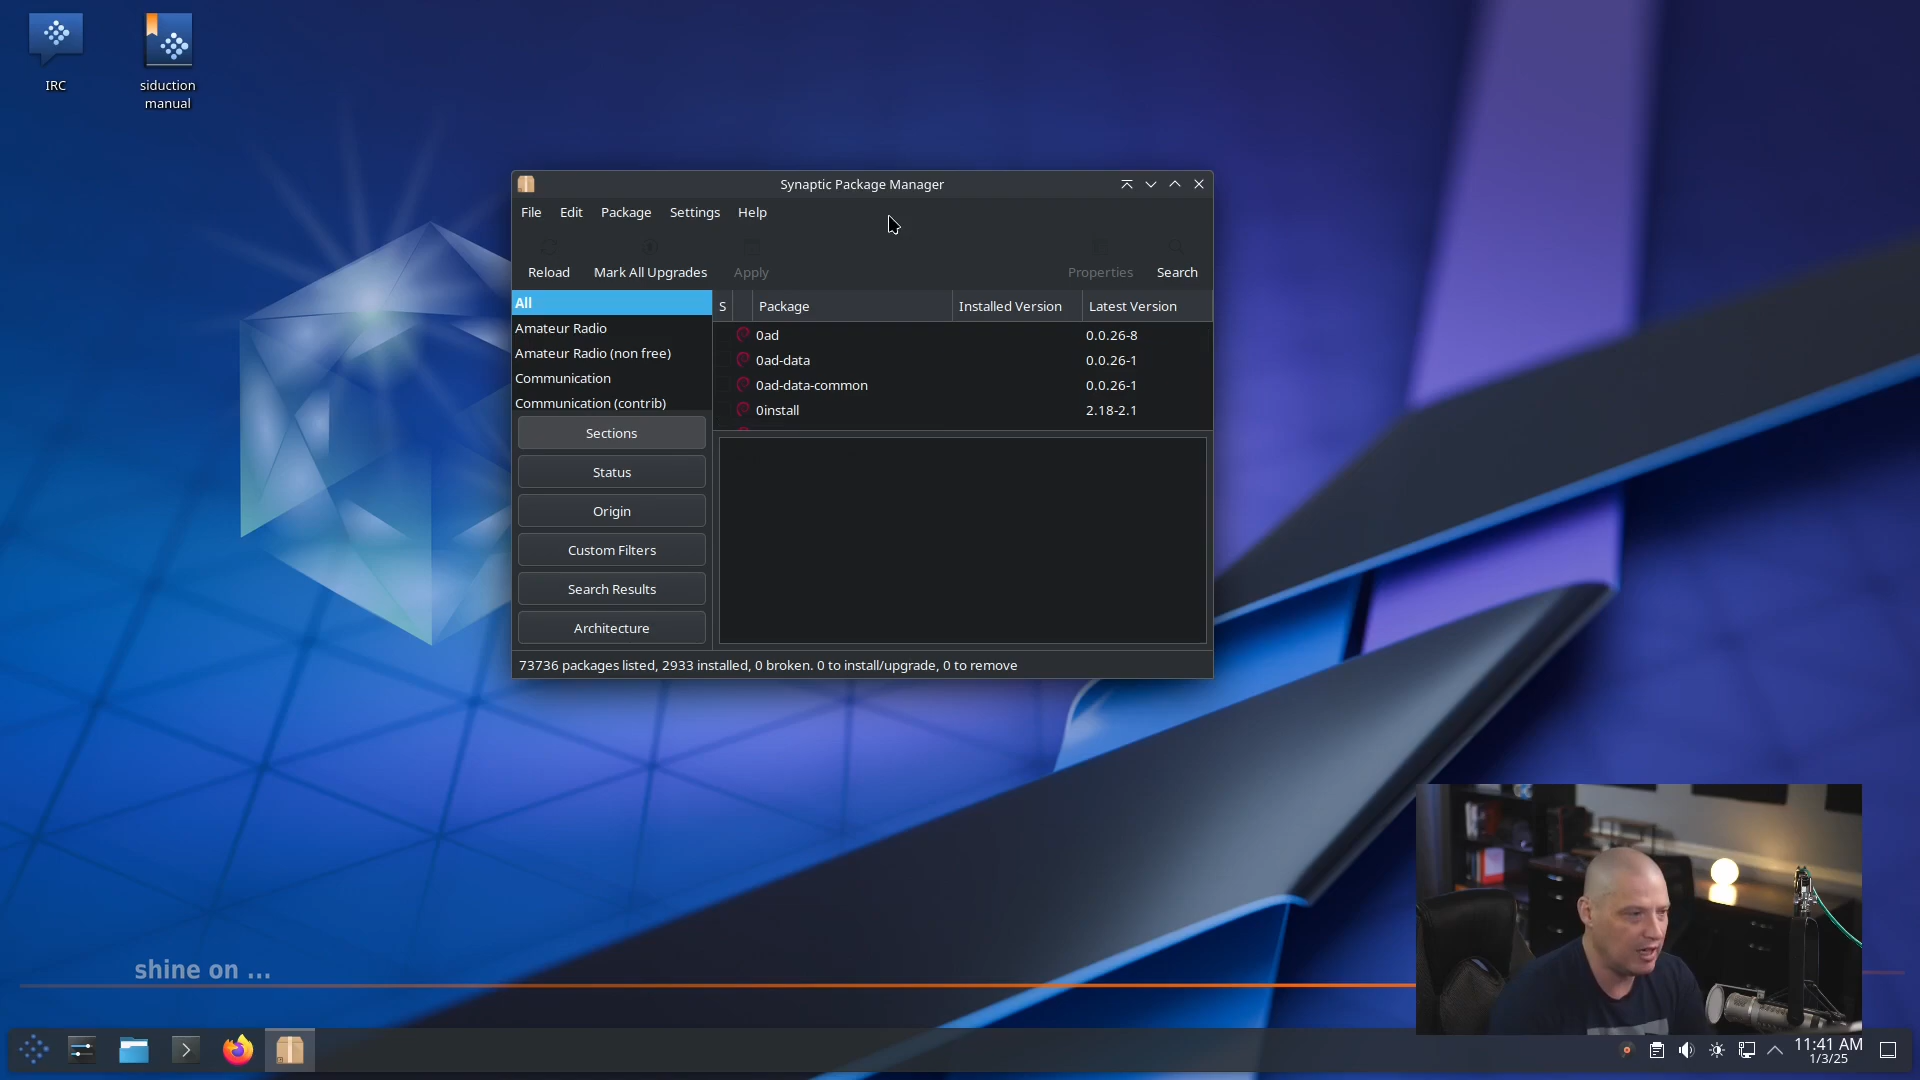 IRC
siduction
manual
Synaptic Package Manager
File Edit Package Settings Help
Reload Mark All Upgrades Apply Properties Search
All
Amateur Radio
Amateur Radio (non free)
Communication
Communication (contrib)
Sections
Status
Origin
Custom Filters
Search Results
Architecture
S Package Installed Version Latest Version
0ad 0.0.26-8
0ad-data 0.0.26-1
0ad-data-common 0.0.26-1
0install 2.18-2.1
73736 packages listed, 2933 installed, 0 broken. 0 to install/upgrade, 0 to remove
shine on ...
11:41 AM
1/3/25